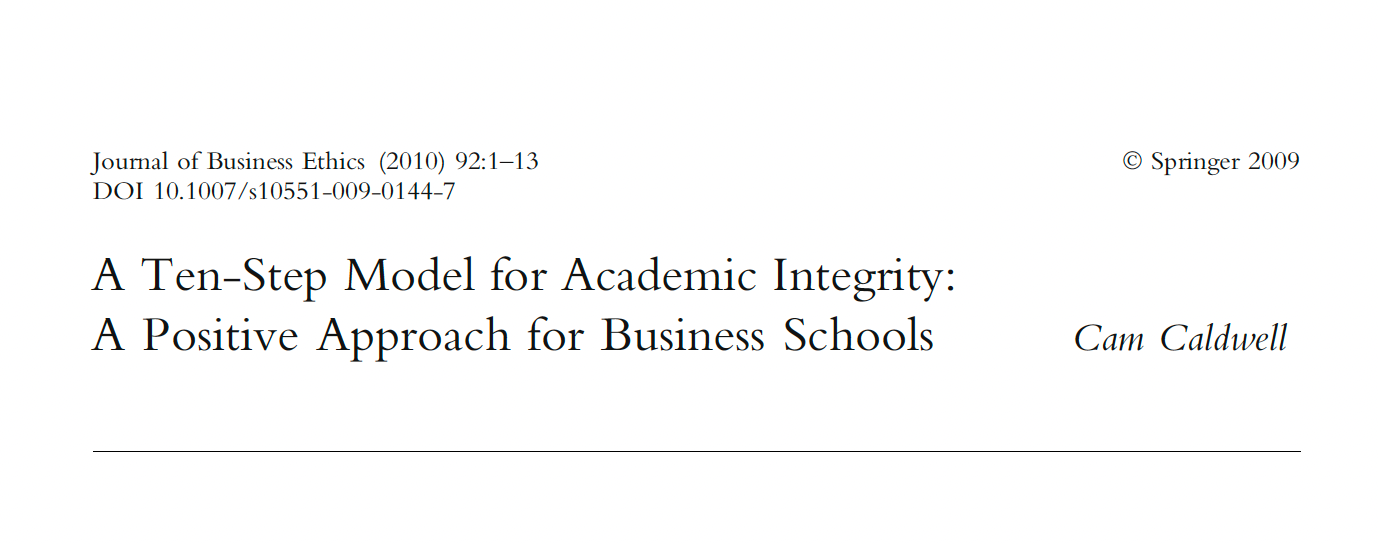 Journal of Business Ethics (2010) 92:1–13
© Springer 2009
DOI 10.1007/s10551-009-0144-7
A Ten-Step Model for Academic Integrity:
A Positive Approach for Business Schools
Cam Caldwell